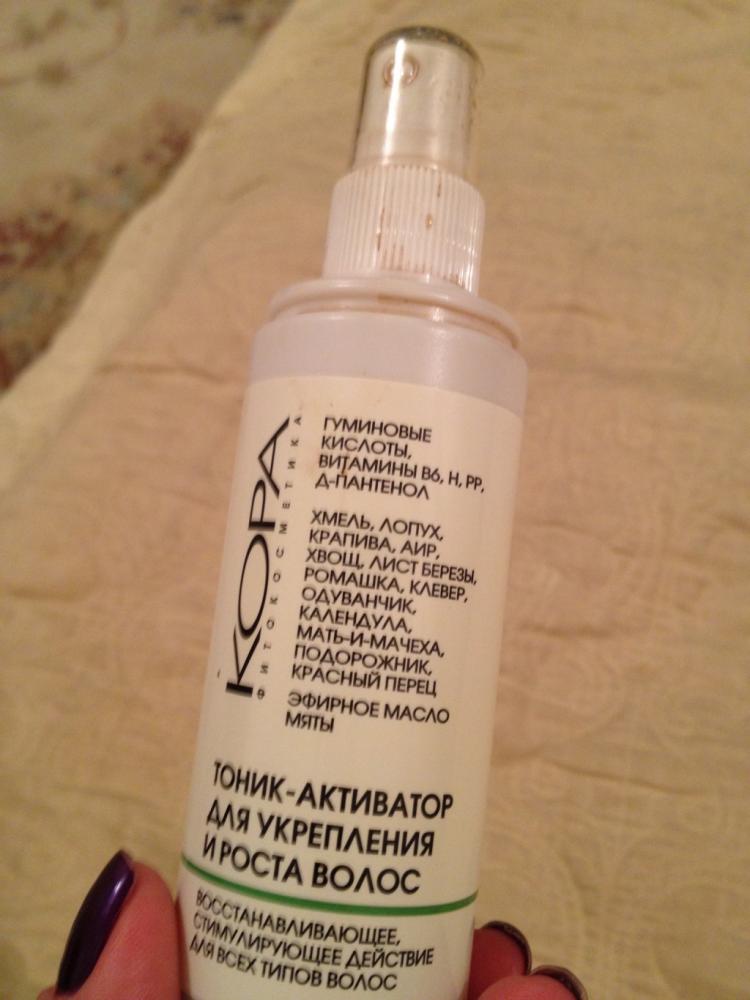 КОРА
ФИТОКОСМЕТИКА
ГУМИНОВЫЕ
КИСЛОТЫ,
ВИТАМИНЫ B6, H, PP,
Д-ПАНТЕНОЛ
ХМЕЛЬ, ЛОПУХ,
КРАПИВА, АИР,
ХВОЩ, ЛИСТ БЕРЕЗЫ,
РОМАШКА, КЛЕВЕР,
ОДУВАНЧИК,
КАЛЕНДУЛА,
МАТЬ-И-МАЧЕХА,
ПОДОРОЖНИК,
КРАСНЫЙ ПЕРЕЦ
ЭФИРНОЕ МАСЛО
МЯТЫ
ТОНИК-АКТИВАТОР
ДЛЯ УКРЕПЛЕНИЯ
И РОСТА ВОЛОС
ВОССТАНАВЛИВАЮЩЕЕ,
СТИМУЛИРУЮЩЕЕ ДЕЙСТВИЕ
ДЛЯ ВСЕХ ТИПОВ ВОЛОС